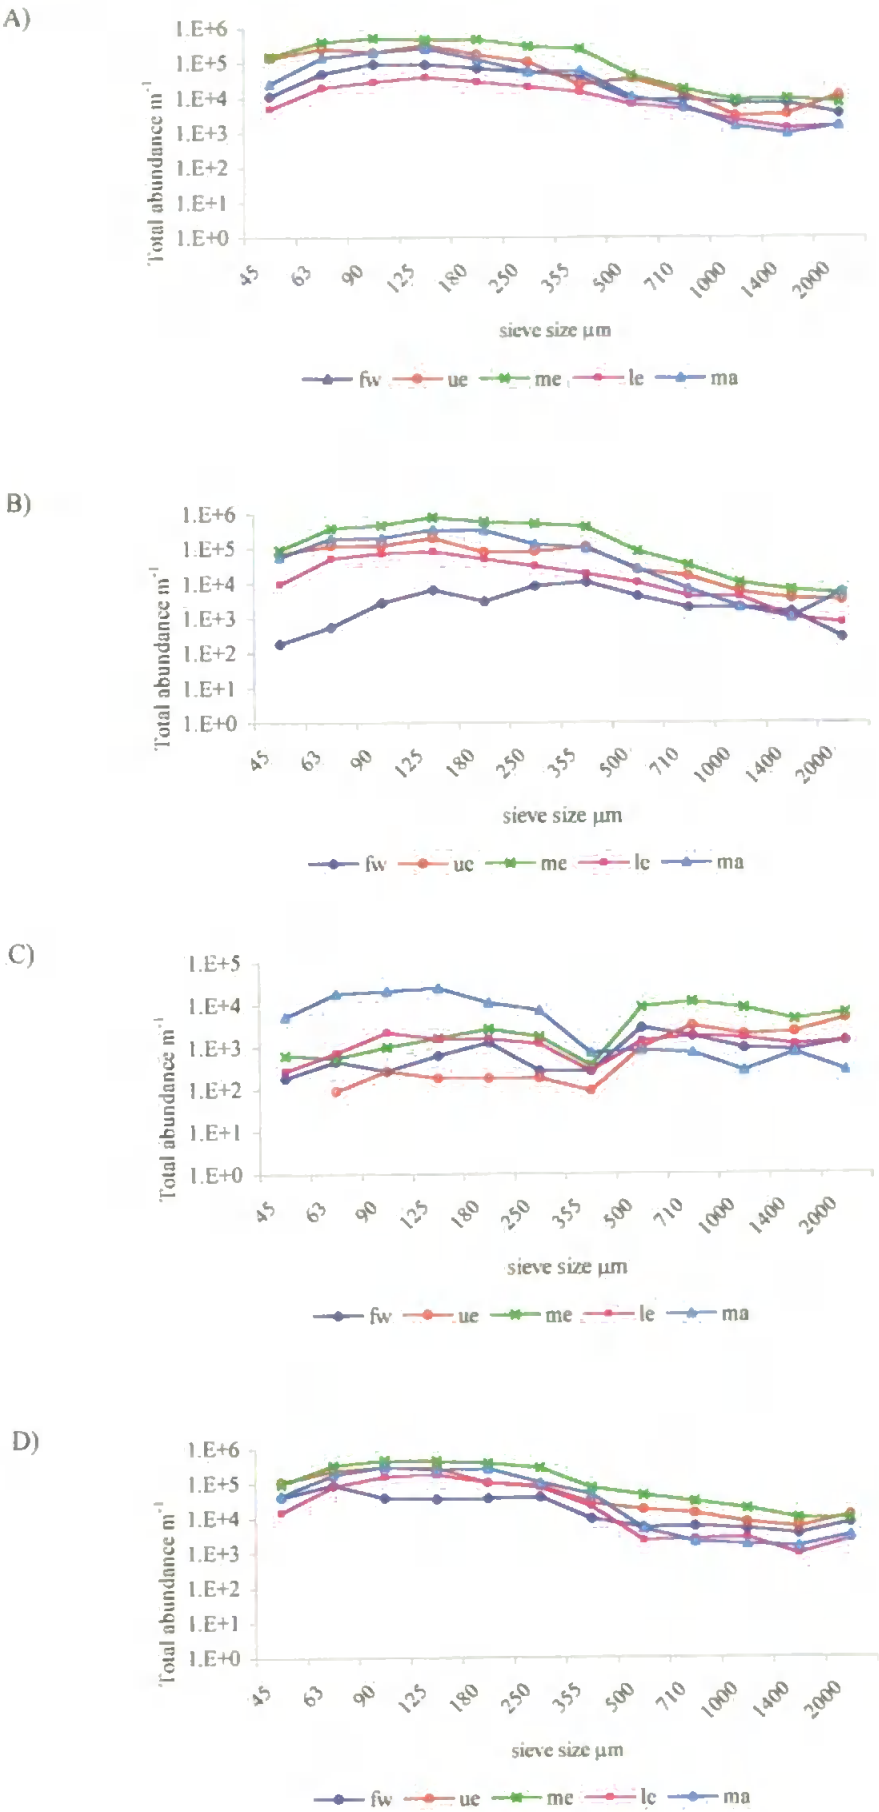 A)
Total abundance m-1
1.E+6
1.E+5
1.E+4
1.E+3
1.E+2
1.E+1
1.E+0
45 63 90 125 180 250 355 500 710 1000 1400 2000
sieve size µm
fw ue me le ma
B)
Total abundance m-1
1.E+6
1.E+5
1.E+4
1.E+3
1.E+2
1.E+1
1.E+0
45 63 90 125 180 250 355 500 710 1000 1400 2000
sieve size µm
fw ue me le ma
C)
Total abundance m-1
1.E+5
1.E+4
1.E+3
1.E+2
1.E+1
1.E+0
45 63 90 125 180 250 355 500 710 1000 1400 2000
sieve size µm
fw ue me le ma
D)
Total abundance m-1
1.E+6
1.E+5
1.E+4
1.E+3
1.E+2
1.E+1
1.E+0
45 63 90 125 180 250 355 500 710 1000 1400 2000
sieve size µm
fw ue me le ma